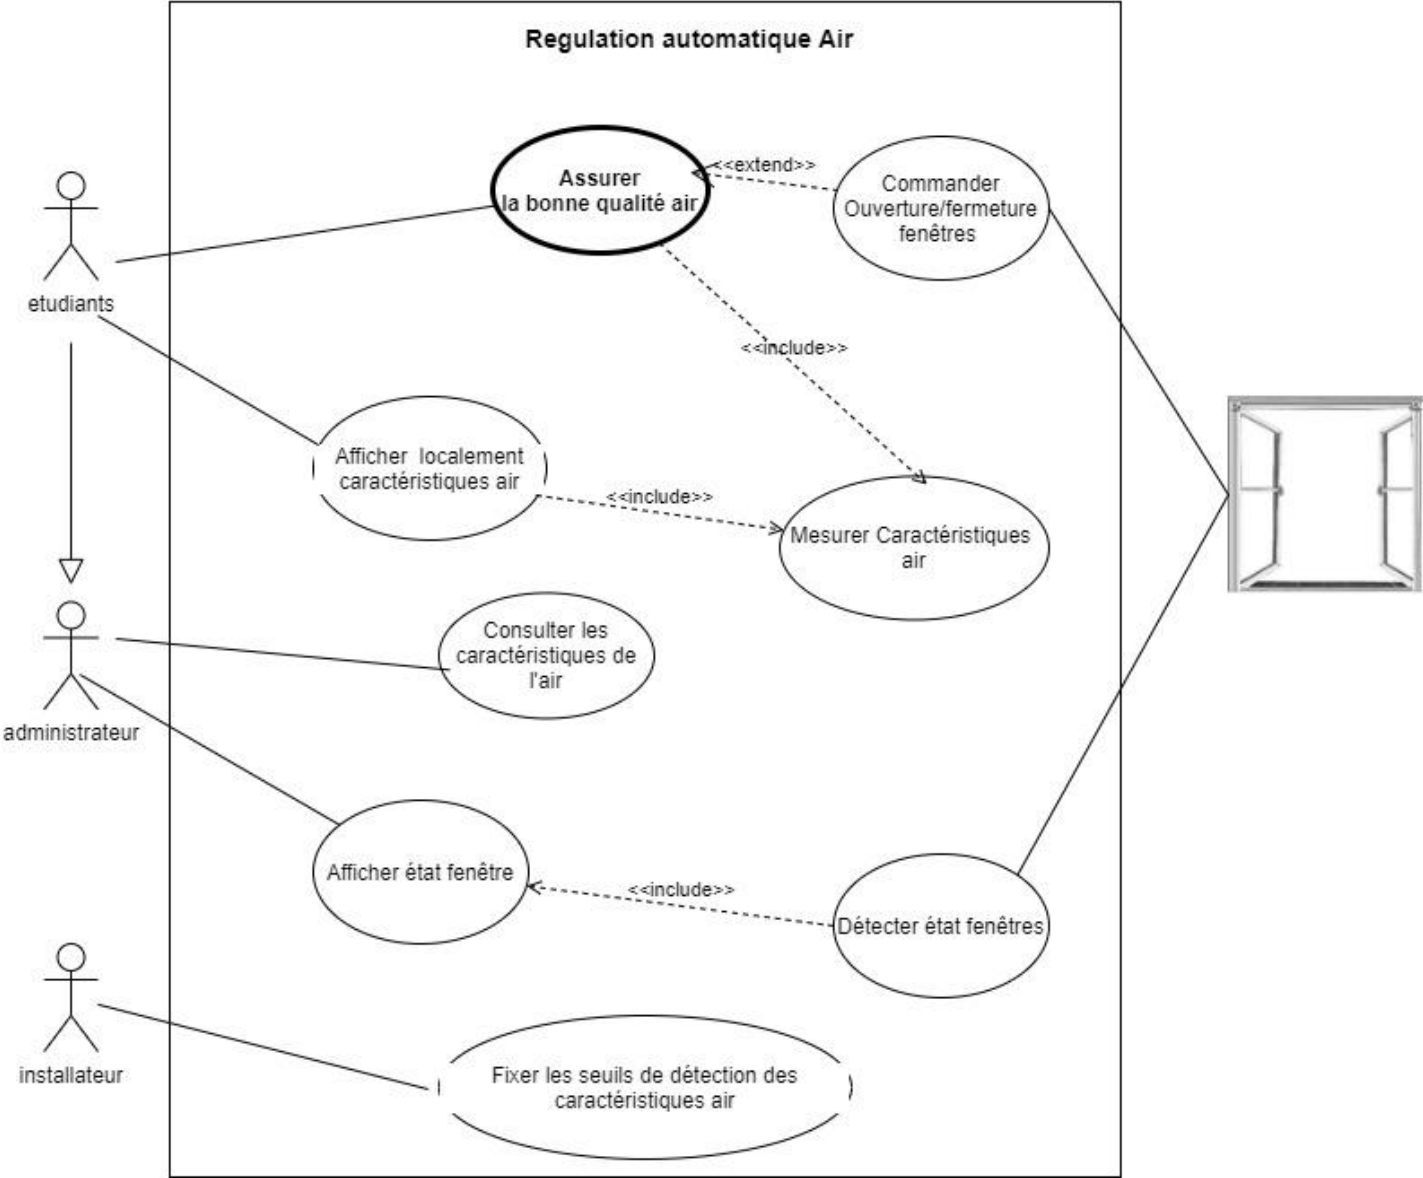 Regulation automatique Air
Assurer
la bonne qualité air
<<extend>>
Commander
Ouverture/fermeture
fenêtres
etudiants
<<include>>
Afficher localement
caractéristiques air
<<include>>
Mesurer Caractéristiques
air
Consulter les
caractéristiques de
l'air
administrateur
Afficher état fenêtre
<<include>>
Détecter état fenêtres
installateur
Fixer les seuils de détection des
caractéristiques air